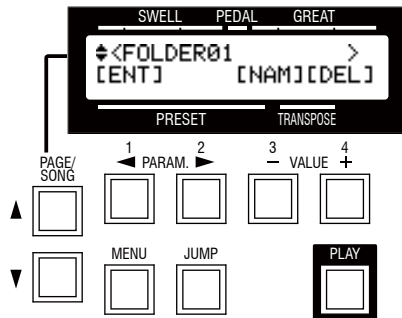 SWELL PEDAL GREAT
<FOLDER01 >
[ENT] [NAM][DEL]
PRESET TRANSPOSE
1 2 3 4
PAGE/
SONG
◀ PARAM. ▶ − VALUE +
▲
▼
MENU JUMP PLAY